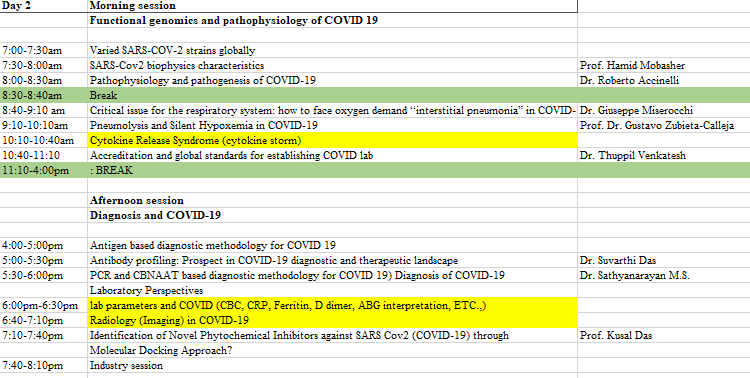 Day 2 Morning session
Functional genomics and pathophysiology of COVID 19
7:00-7:30am Varied SARS-COV-2 strains globally
7:30-8:00am SARS-Cov2 biophysics characteristics Prof. Hamid Mobasher
8:00-8:30am Pathophysiology and pathogenesis of COVID-19 Dr. Roberto Accinelli
8:30-8:40am Break
8:40-9:10 am Critical issue for the respiratory system: how to face oxygen demand “interstitial pneumonia” in COVID- Dr. Giuseppe Miserocchi
9:10-10:10am Pneumolysis and Silent Hypoxemia in COVID-19 Prof. Dr. Gustavo Zubieta-Calleja
10:10-10:40am Cytokine Release Syndrome (cytokine storm)
10:40-11:10 Accreditation and global standards for establishing COVID lab Dr. Thuppil Venkatesh
11:10-4:00pm : BREAK
Afternoon session
Diagnosis and COVID-19
4:00-5:00pm Antigen based diagnostic methodology for COVID 19
5:00-5:30pm Antibody profiling: Prospect in COVID-19 diagnostic and therapeutic landscape Dr. Suvarthi Das
5:30-6:00pm PCR and CBNAAT based diagnostic methodology for COVID 19) Diagnosis of COVID-19 Dr. Sathyanarayan M.S.
Laboratory Perspectives
6:00pm-6:30pm lab parameters and COVID (CBC, CRP, Ferritin, D dimer, ABG interpretation, ETC.,,)
6:40-7:10pm Radiology (Imaging) in COVID-19
7:10-7:40pm Identification of Novel Phytochemical Inhibitors against SARS Cov2 (COVID-19) through Prof. Kusal Das
Molecular Docking Approach?
7:40-8:10pm Industry session